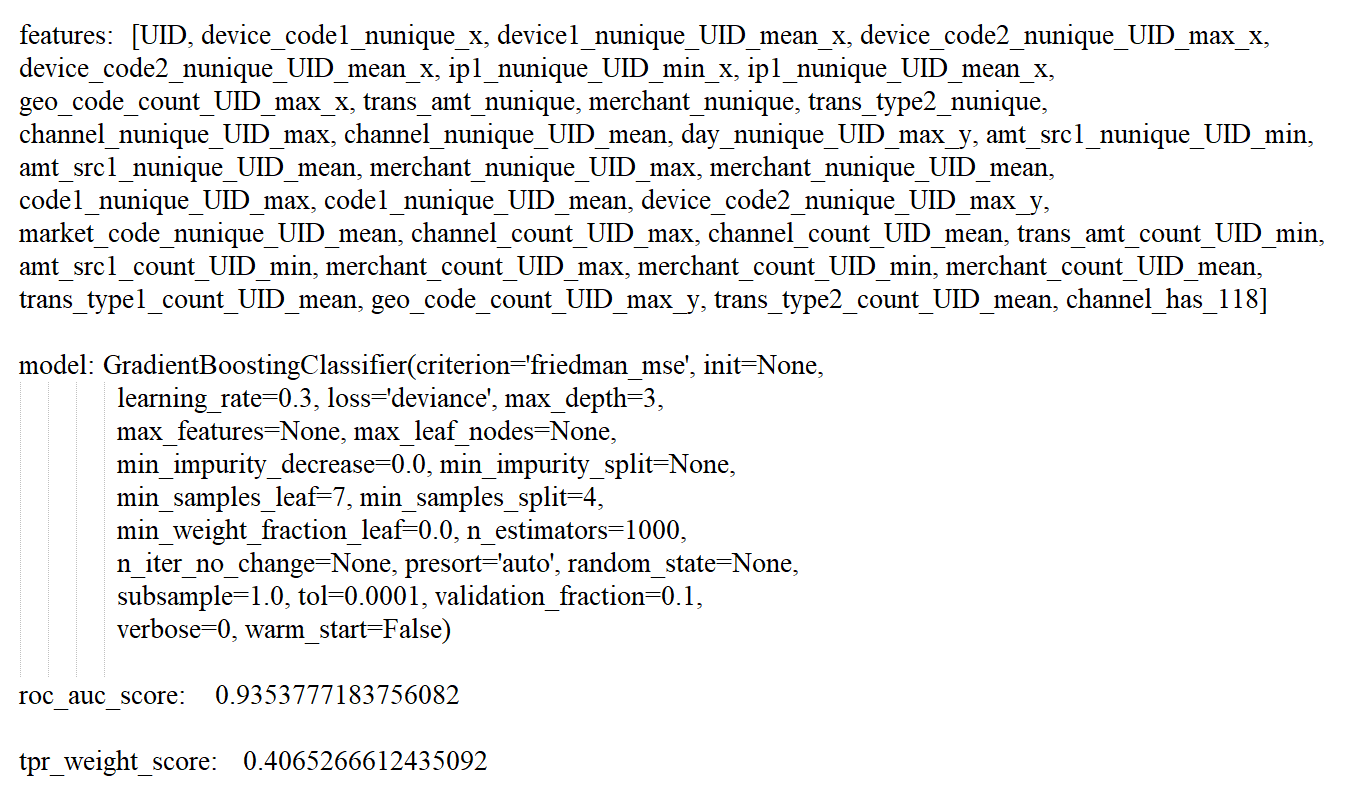 features:  [UID, device_code1_nunique_x, device1_nunique_UID_mean_x, device_code2_nunique_UID_max_x,
device_code2_nunique_UID_mean_x, ip1_nunique_UID_min_x, ip1_nunique_UID_mean_x,
geo_code_count_UID_max_x, trans_amt_nunique, merchant_nunique, trans_type2_nunique,
channel_nunique_UID_max, channel_nunique_UID_mean, day_nunique_UID_max_y, amt_src1_nunique_UID_min,
amt_src1_nunique_UID_mean, merchant_nunique_UID_max, merchant_nunique_UID_mean,
code1_nunique_UID_max, code1_nunique_UID_mean, device_code2_nunique_UID_max_y,
market_code_nunique_UID_mean, channel_count_UID_max, channel_count_UID_mean, trans_amt_count_UID_min,
amt_src1_count_UID_min, merchant_count_UID_max, merchant_count_UID_min, merchant_count_UID_mean,
trans_type1_count_UID_mean, geo_code_count_UID_max_y, trans_type2_count_UID_mean, channel_has_118]
model: GradientBoostingClassifier(criterion='friedman_mse', init=None,
learning_rate=0.3, loss='deviance', max_depth=3,
max_features=None, max_leaf_nodes=None,
min_impurity_decrease=0.0, min_impurity_split=None,
min_samples_leaf=7, min_samples_split=4,
min_weight_fraction_leaf=0.0, n_estimators=1000,
n_iter_no_change=None, presort='auto', random_state=None,
subsample=1.0, tol=0.0001, validation_fraction=0.1,
verbose=0, warm_start=False)
roc_auc_score:   0.9353777183756082
tpr_weight_score:   0.4065266612435092